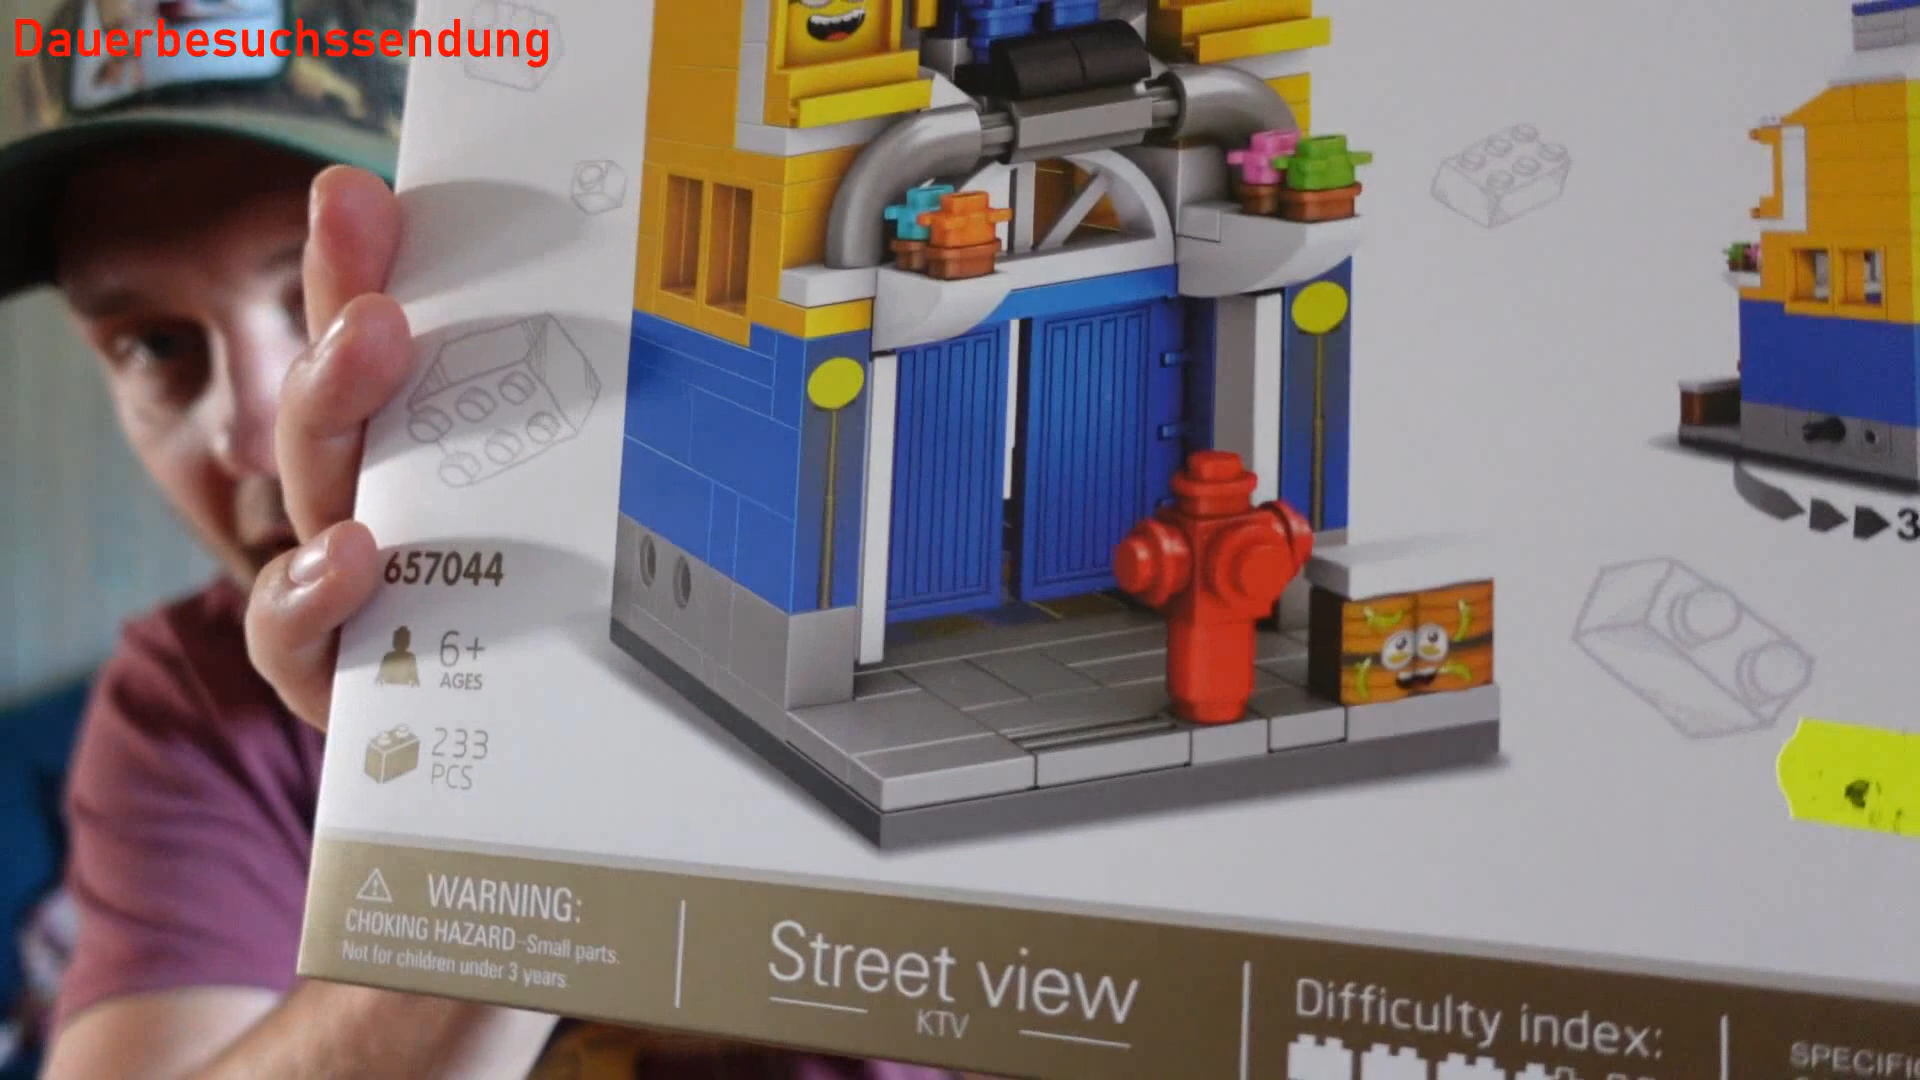 Dauerbesuchssendung
657044
6+
AGES
233
PCS
WARNING:
CHOKING HAZARD-Small parts.
Not for children under 3 years.
Street view
KTV
Difficulty index:
3